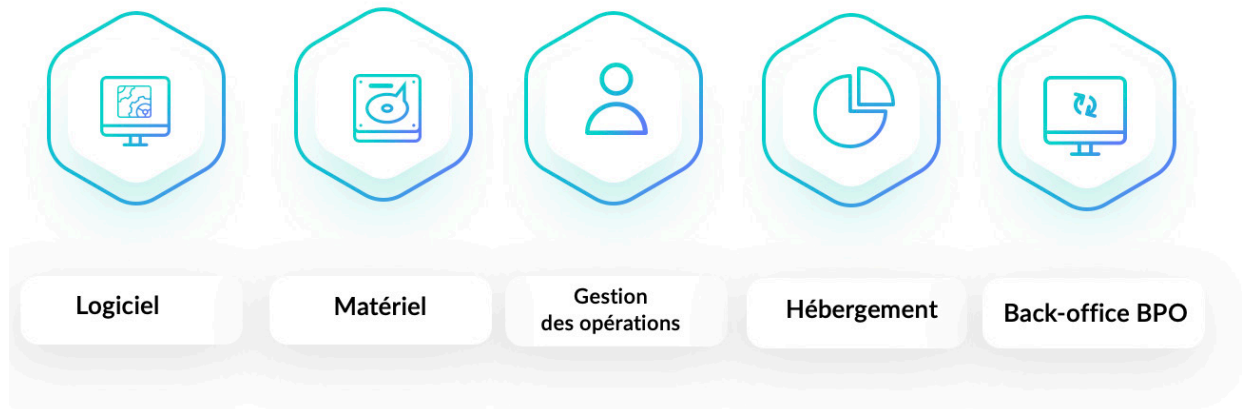 Logiciel
Matériel
Gestion
des opérations
Hébergement
Back-office BPO